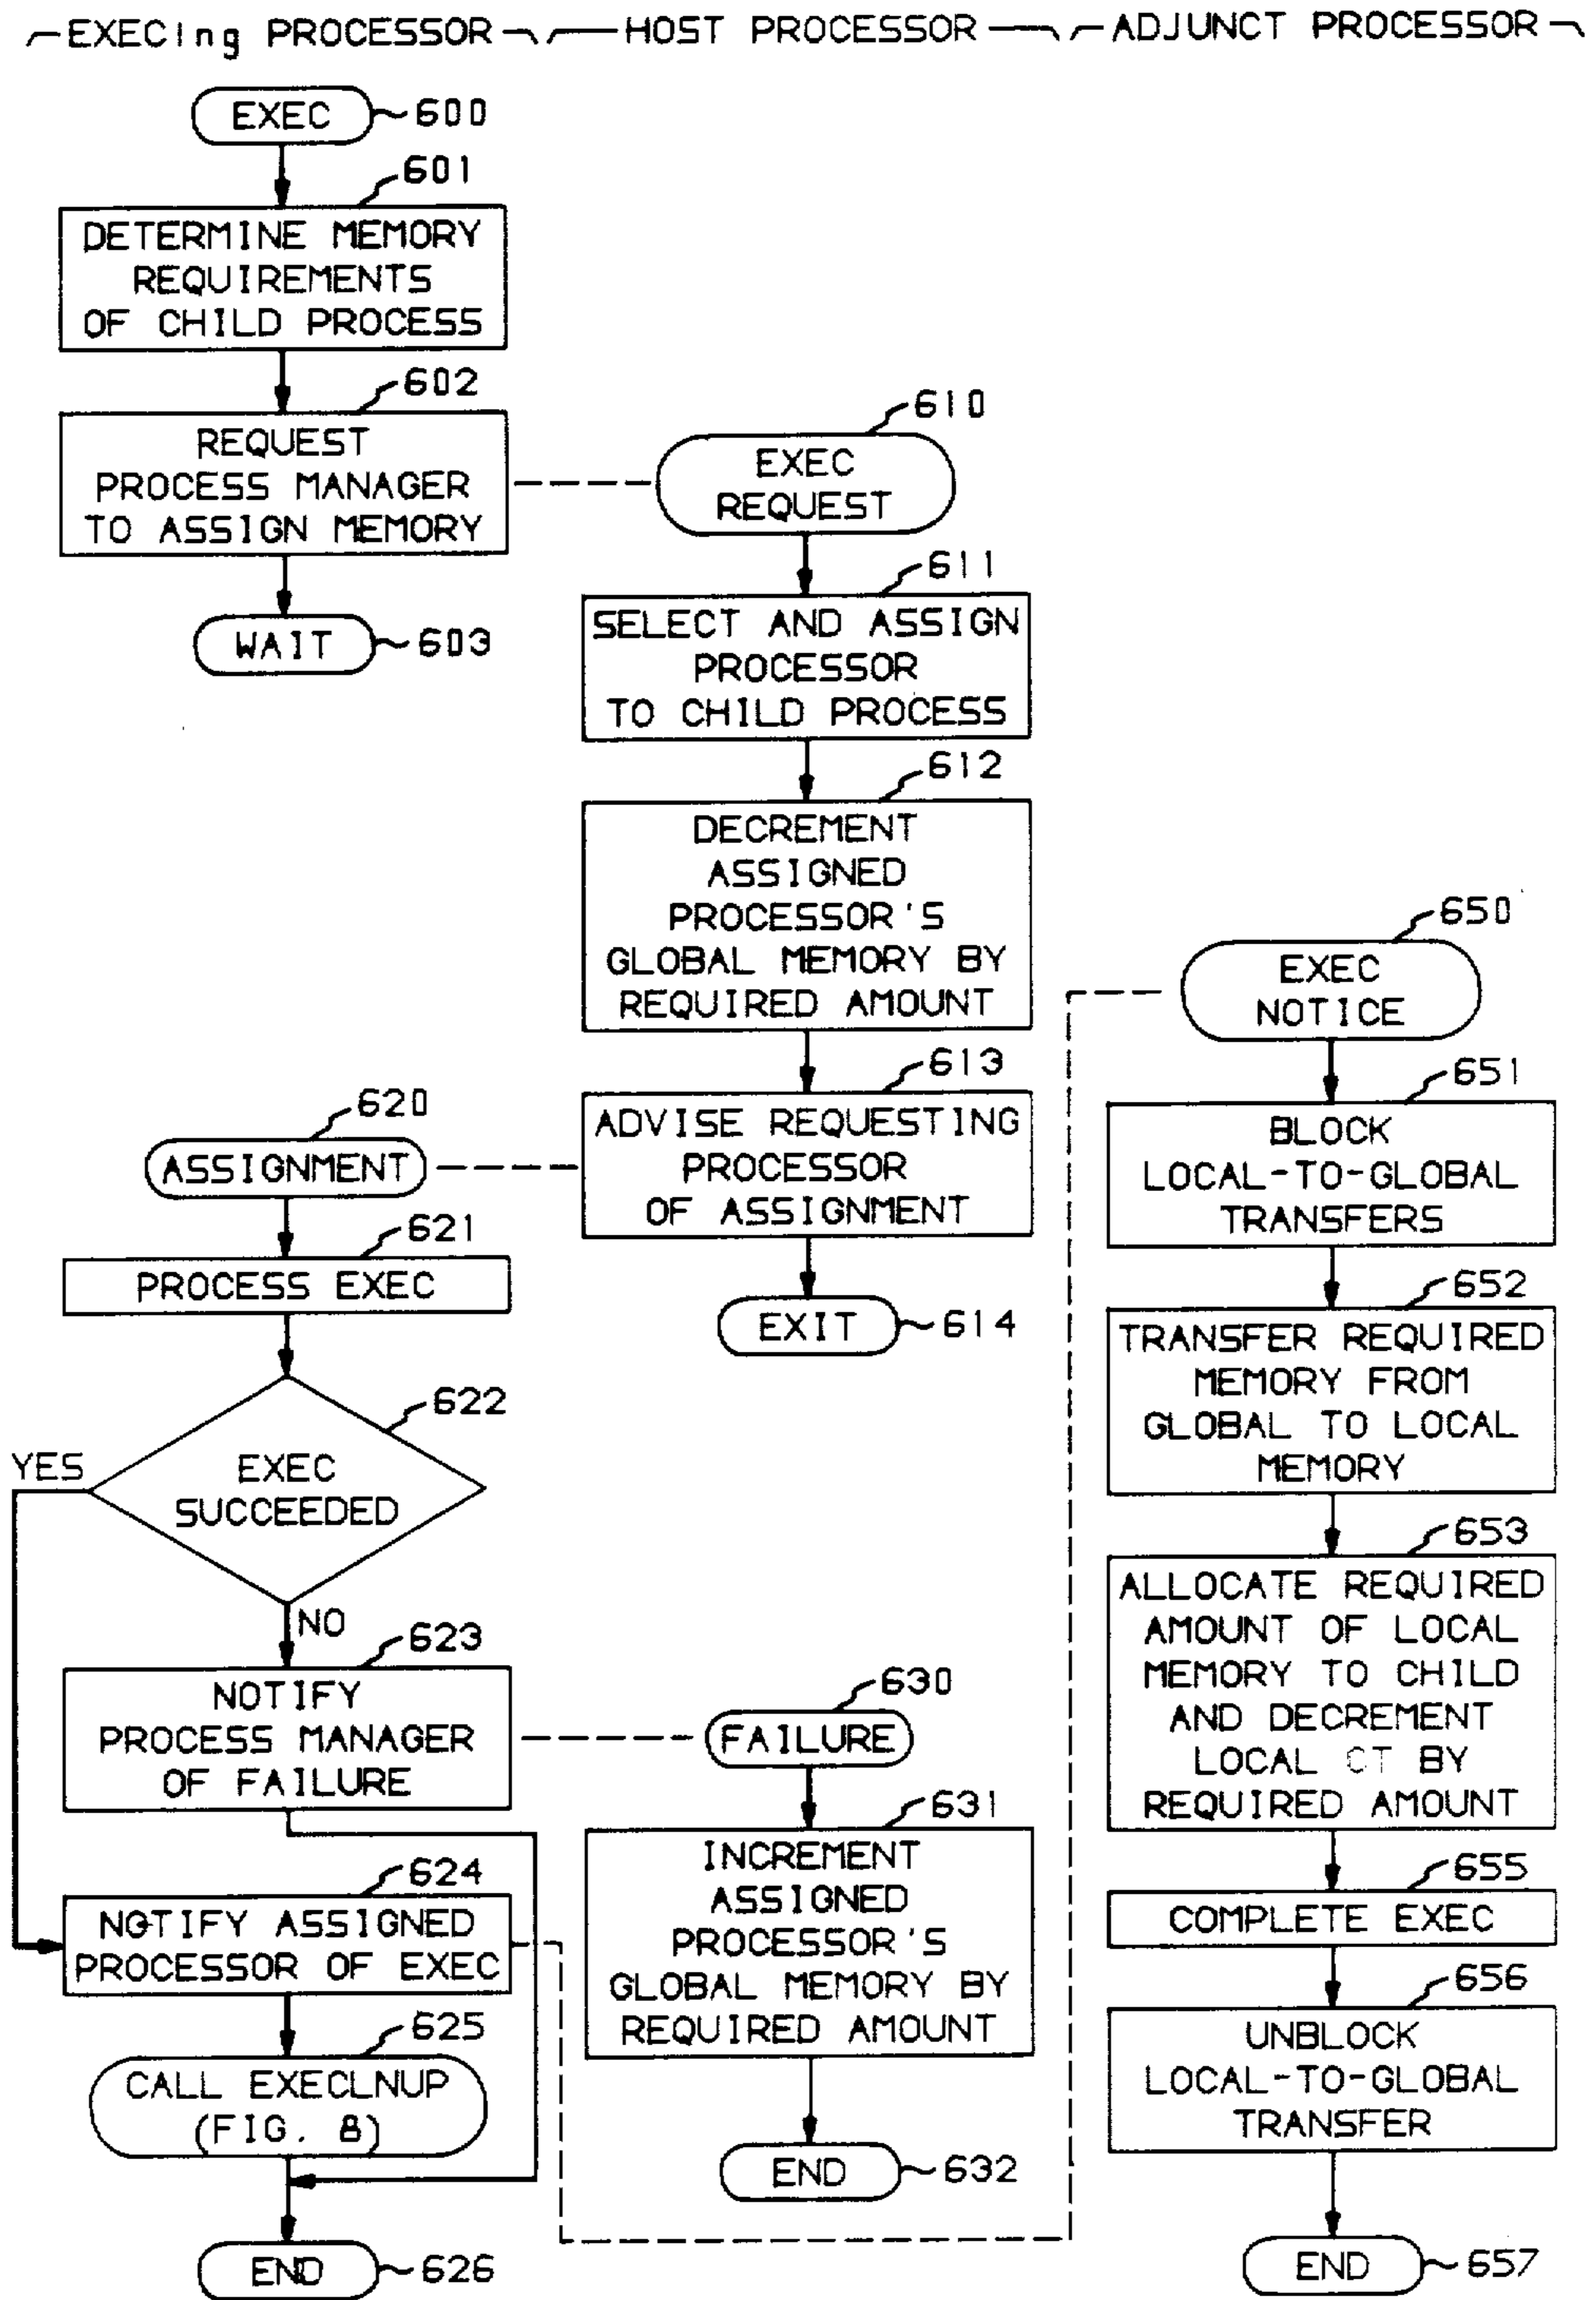 EXECIng PROCESSOR
HOST PROCESSOR
ADJUNCT PROCESSOR
EXEC
600
601
DETERMINE MEMORY
REQUIREMENTS
OF CHILD PROCESS
602
REQUEST
PROCESS MANAGER
TO ASSIGN MEMORY
WAIT
603
610
EXEC
REQUEST
611
SELECT AND ASSIGN
PROCESSOR
TO CHILD PROCESS
612
DECREMENT
ASSIGNED
PROCESSOR'S
GLOBAL MEMORY BY
REQUIRED AMOUNT
613
ADVISE REQUESTING
PROCESSOR
OF ASSIGNMENT
EXIT
614
620
ASSIGNMENT
621
PROCESS EXEC
622
EXEC
SUCCEEDED
YES
NO
623
NOTIFY
PROCESS MANAGER
OF FAILURE
624
NOTIFY ASSIGNED
PROCESSOR OF EXEC
625
CALL EXECLNUP
(FIG. 8)
END
626
630
FAILURE
631
INCREMENT
ASSIGNED
PROCESSOR'S
GLOBAL MEMORY BY
REQUIRED AMOUNT
END
632
650
EXEC
NOTICE
651
BLOCK
LOCAL-TO-GLOBAL
TRANSFERS
652
TRANSFER REQUIRED
MEMORY FROM
GLOBAL TO LOCAL
MEMORY
653
ALLOCATE REQUIRED
AMOUNT OF LOCAL
MEMORY TO CHILD
AND DECREMENT
LOCAL CT BY
REQUIRED AMOUNT
655
COMPLETE EXEC
656
UNBLOCK
LOCAL-TO-GLOBAL
TRANSFER
END
657